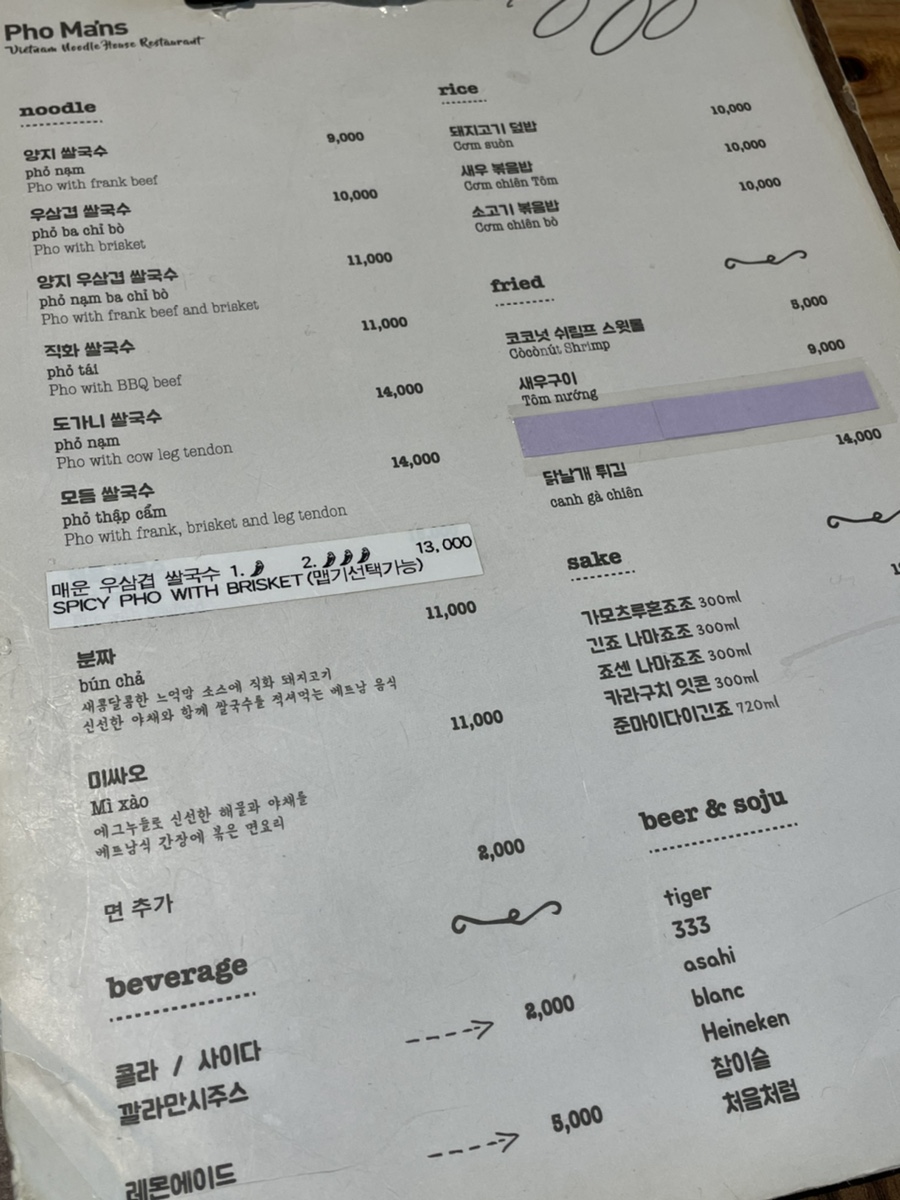 Pho Mans
Vietnam Noodle House Restaurant
noodle
양지 쌀국수 9,000
phở nạm
Pho with frank beef
우삼겹 쌀국수 10,000
phở ba chỉ bò
Pho with brisket
양지 우삼겹 쌀국수 11,000
phở nạm ba chỉ bò
Pho with frank beef and brisket
직화 쌀국수 11,000
phở tái
Pho with BBQ beef
도가니 쌀국수 14,000
phở nạm
Pho with cow leg tendon
모듬 쌀국수 14,000
phở thập cẩm
Pho with frank, brisket and leg tendon
매운 우삼겹 쌀국수 1. 2. 13,000
SPICY PHO WITH BRISKET (맵기선택가능)
분짜 11,000
bún chả
새콤달콤한 느억맘 소스에 직화 돼지고기
신선한 야채와 함께 쌀국수를 적셔먹는 베트남 음식
미싸오 11,000
Mì xào
에그누들로 신선한 해물과 야채를
베트남식 간장에 볶은 면요리
면 추가 2,000
beverage
콜라 / 사이다 2,000
깔라만시주스
레몬에이드 5,000
rice
돼지고기 덮밥 10,000
Cơm suòn
새우 볶음밥 10,000
Cơm chiên Tôm
소고기 볶음밥 10,000
Cơm chiên bò
fried
코코넛 쉬림프 스윗롤 5,000
Còcònút Shrimp
새우구이 9,000
Tôm nướng
닭날개 튀김 14,000
canh gà chiên
sake
가모츠루혼죠조 300ml
긴죠 나마죠조 300ml
죠센 나마죠조 300ml
카라구치 잇콘 300ml
준마이다이긴죠 720ml
beer & soju
tiger
333
asahi
blanc
Heineken
참이슬
처음처럼